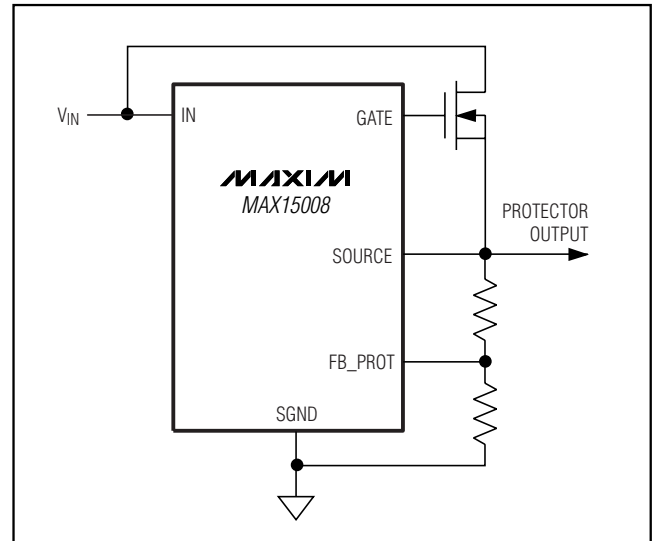 VIN
IN
GATE
MAXIM
MAX15008
PROTECTOR
OUTPUT
SOURCE
FB_PROT
SGND